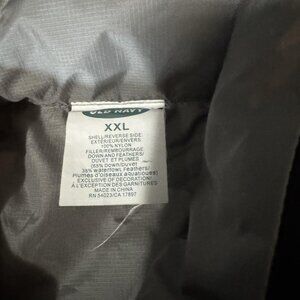 OLD NAVY
XXL
SHELL/REVERSE SIDE:
EXTERIEUR/ENVERS
100% NYLON
FILLER/REMBOURRAGE
DOWN AND FEATHERS/
DUVET ET PLUMES
(65% down/duvet
35% waterfowl Feathers/
Plumes d'oiseaux aquatiques)
EXCLUSIVE OF DECORATION/
A L'EXCEPTION DES GARNITURES
MADE IN CHINA
RN 54023/CA 17897